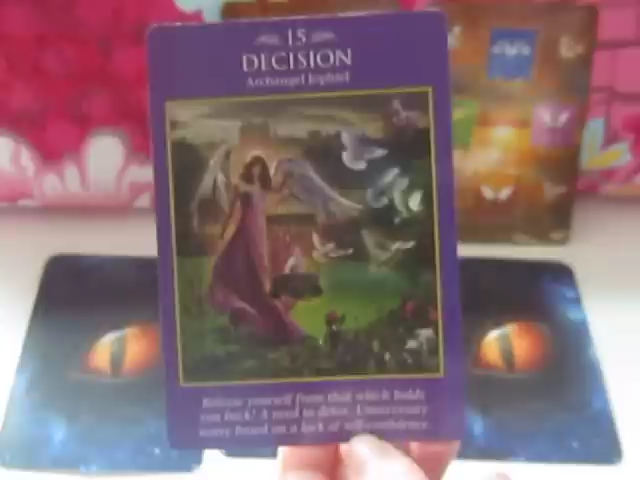 15
DECISION
Archangel Jophiel
Release yourself from that which holds
you back! A need to detox. Unnecessary
worry based on a lack of self-confidence.